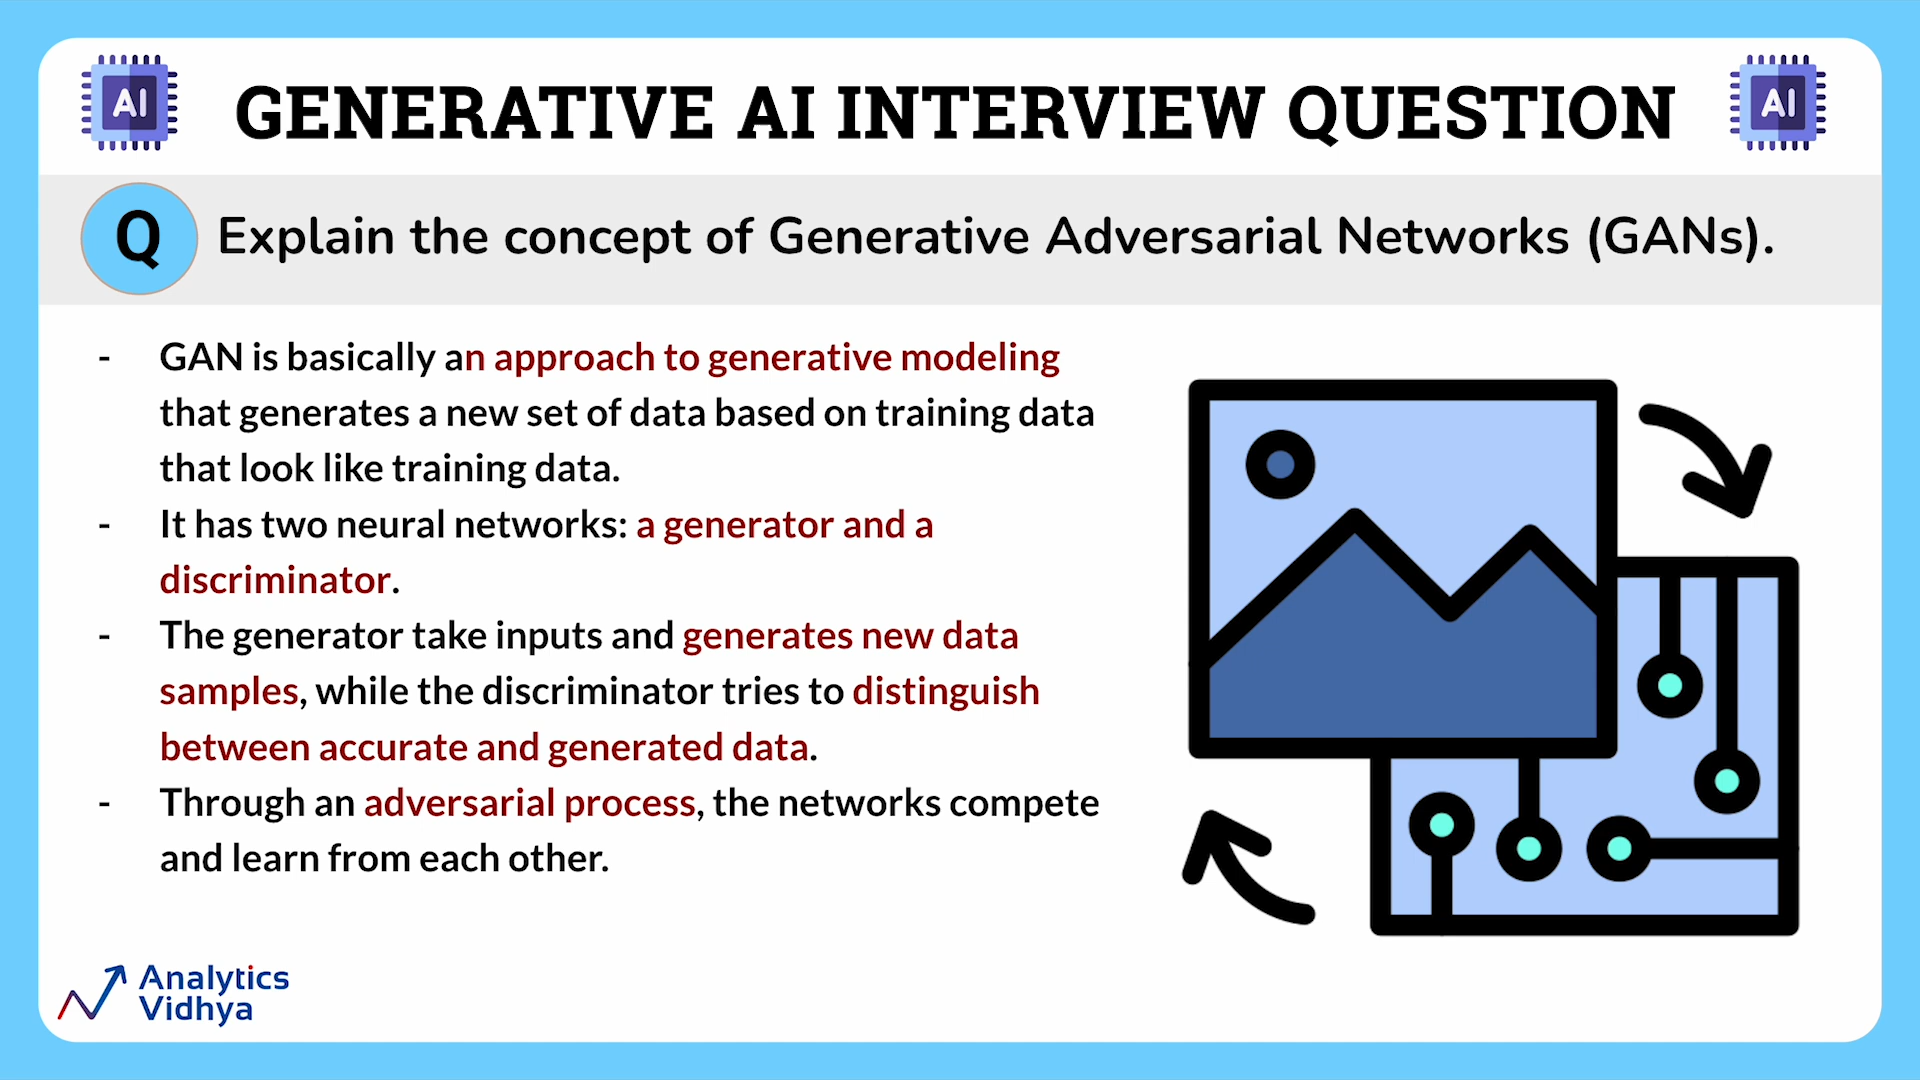 AI
GENERATIVE AI INTERVIEW QUESTION
AI
Q
Explain the concept of Generative Adversarial Networks (GANs).
- GAN is basically an approach to generative modeling
that generates a new set of data based on training data
that look like training data.
- It has two neural networks: a generator and a
discriminator.
- The generator take inputs and generates new data
samples, while the discriminator tries to distinguish
between accurate and generated data.
- Through an adversarial process, the networks compete
and learn from each other.
Analytics
Vidhya